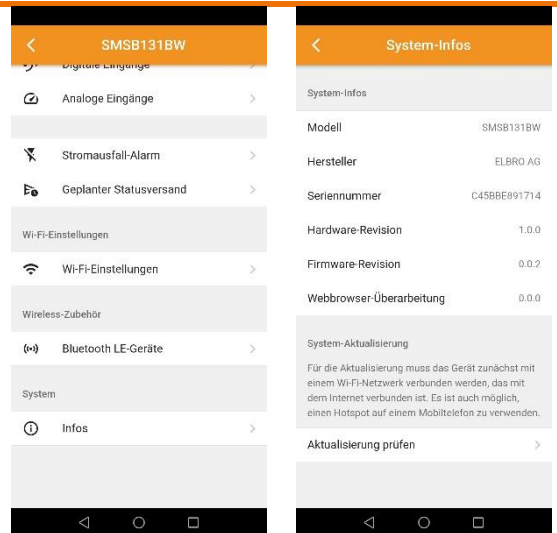 SMSB131BW
Digitale Eingänge
Analoge Eingänge
Stromausfall-Alarm
Geplanter Statusversand
Wi-Fi-Einstellungen
Wi-Fi-Einstellungen
Wireless-Zubehör
Bluetooth LE-Geräte
System
Infos
System-Infos
System-Infos
Modell SMSB131BW
Hersteller ELBRO AG
Seriennummer C45BBE891714
Hardware-Revision 1.0.0
Firmware-Revision 0.0.2
Webbrowser-Überarbeitung 0.0.0
System-Aktualisierung
Für die Aktualisierung muss das Gerät zunächst mit
einem Wi-Fi-Netzwerk verbunden werden, das mit
dem Internet verbunden ist. Es ist auch möglich,
einen Hotspot auf einem Mobiltelefon zu verwenden.
Aktualisierung prüfen